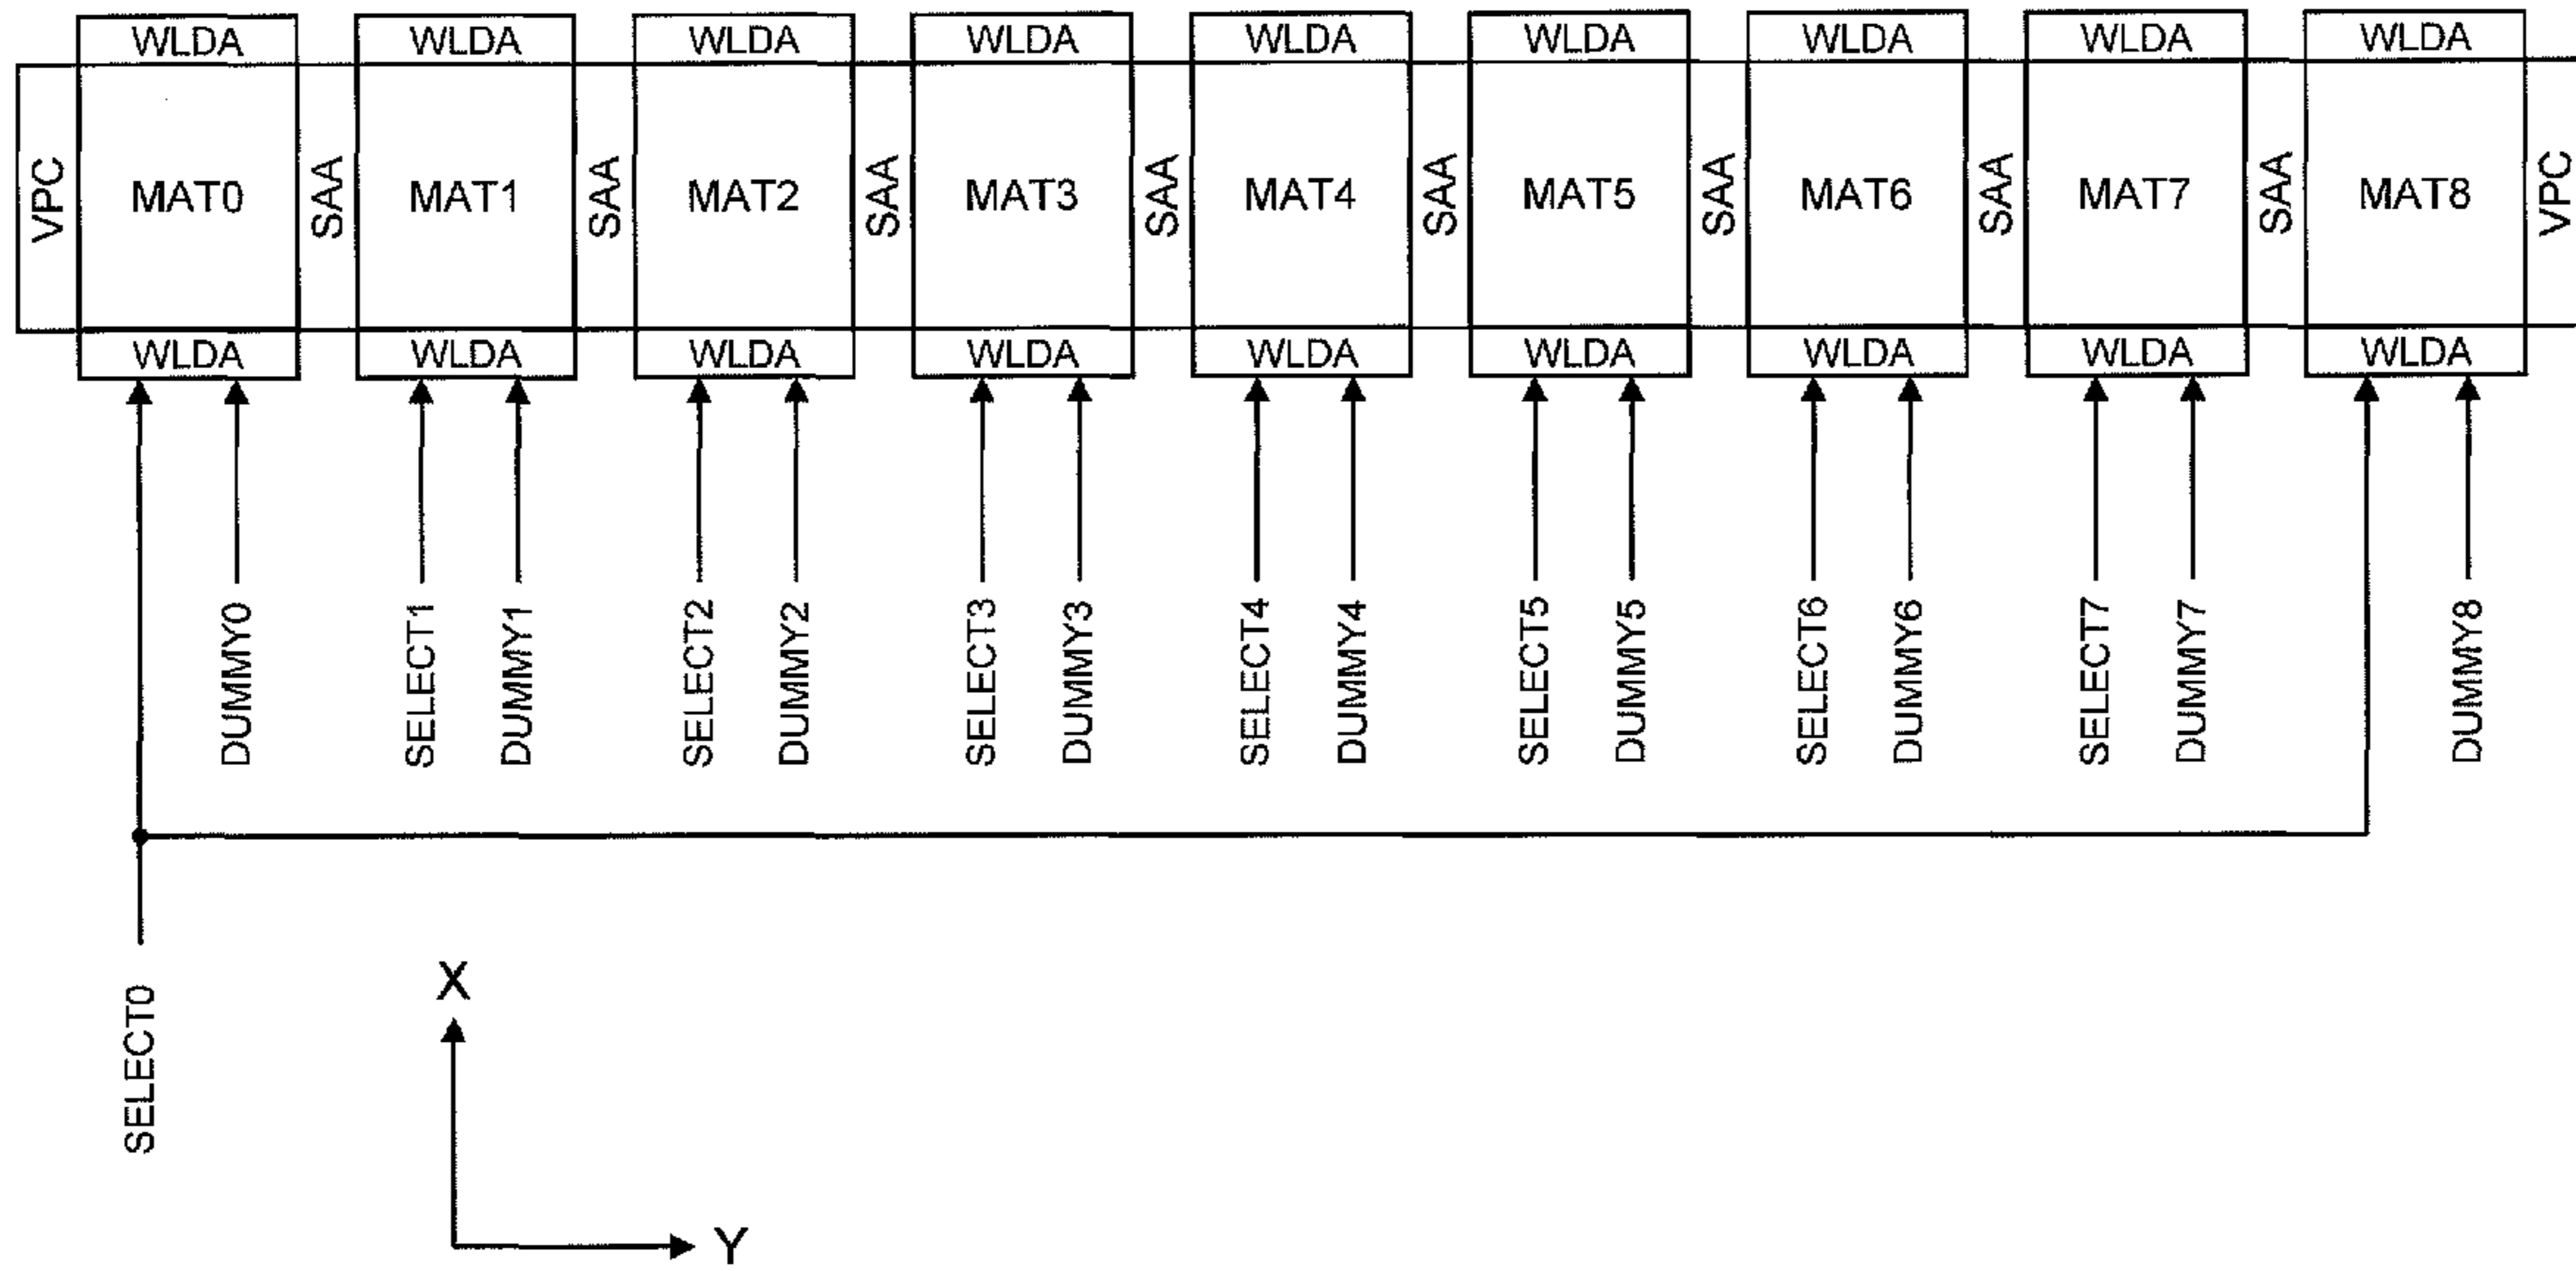 WLDA WLDA WLDA WLDA WLDA WLDA WLDA WLDA WLDA
VPC MAT0 SAA MAT1 SAA MAT2 SAA MAT3 SAA MAT4 SAA MAT5 SAA MAT6 SAA MAT7 SAA MAT8 VPC
WLDA WLDA WLDA WLDA WLDA WLDA WLDA WLDA WLDA
DUMMY0 SELECT1 DUMMY1 SELECT2 DUMMY2 SELECT3 DUMMY3 SELECT4 DUMMY4 SELECT5 DUMMY5 SELECT6 DUMMY6 SELECT7 DUMMY7 DUMMY8
SELECT0
X
Y